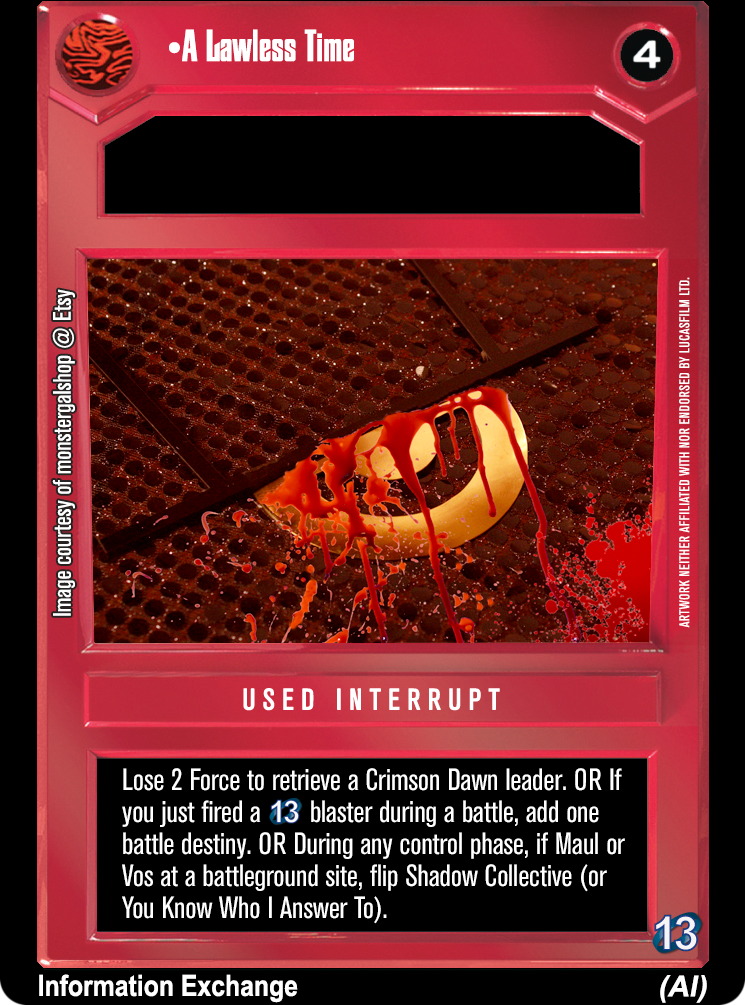 •A Lawless Time
4
Image courtesy of monstergalshop @ Etsy
ARTWORK NEITHER AFFILIATED WITH NOR ENDORSED BY LUCASFILM LTD.
USED INTERRUPT
Lose 2 Force to retrieve a Crimson Dawn leader. OR If
you just fired a 13 blaster during a battle, add one
battle destiny. OR During any control phase, if Maul or
Vos at a battleground site, flip Shadow Collective (or
You Know Who I Answer To).
13
Information Exchange
(AI)